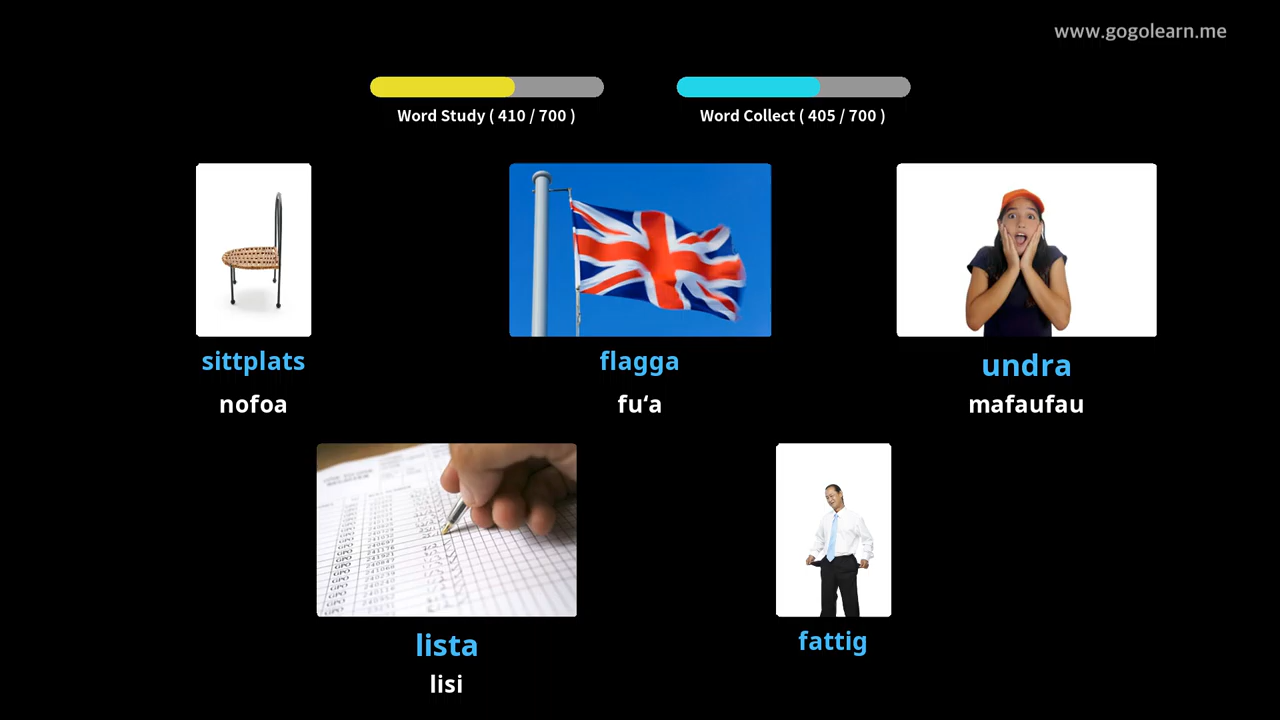 www.gogolearn.me
Word Study ( 410 / 700 )
Word Collect ( 405 / 700 )
sittplats
flagga
undra
nofoa
fuʻa
mafaufau
lista
fattig
lisi